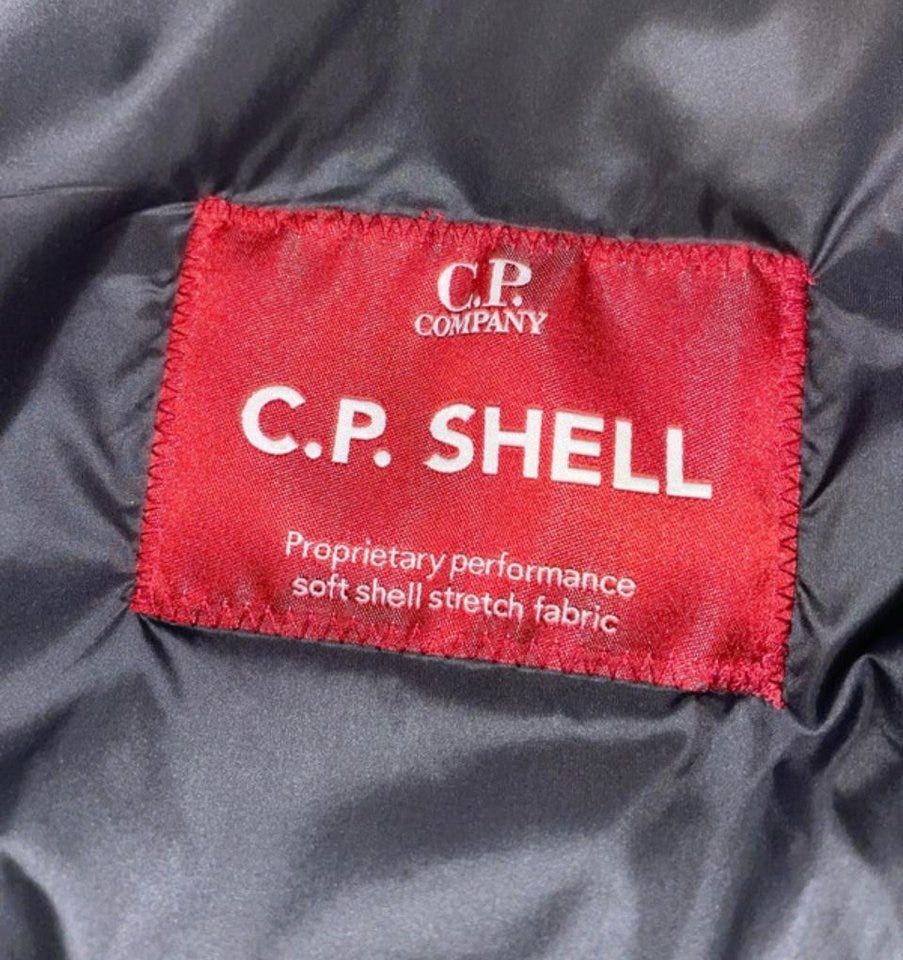 C.P.
COMPANY
C.P. SHELL
Proprietary performance
soft shell stretch fabric